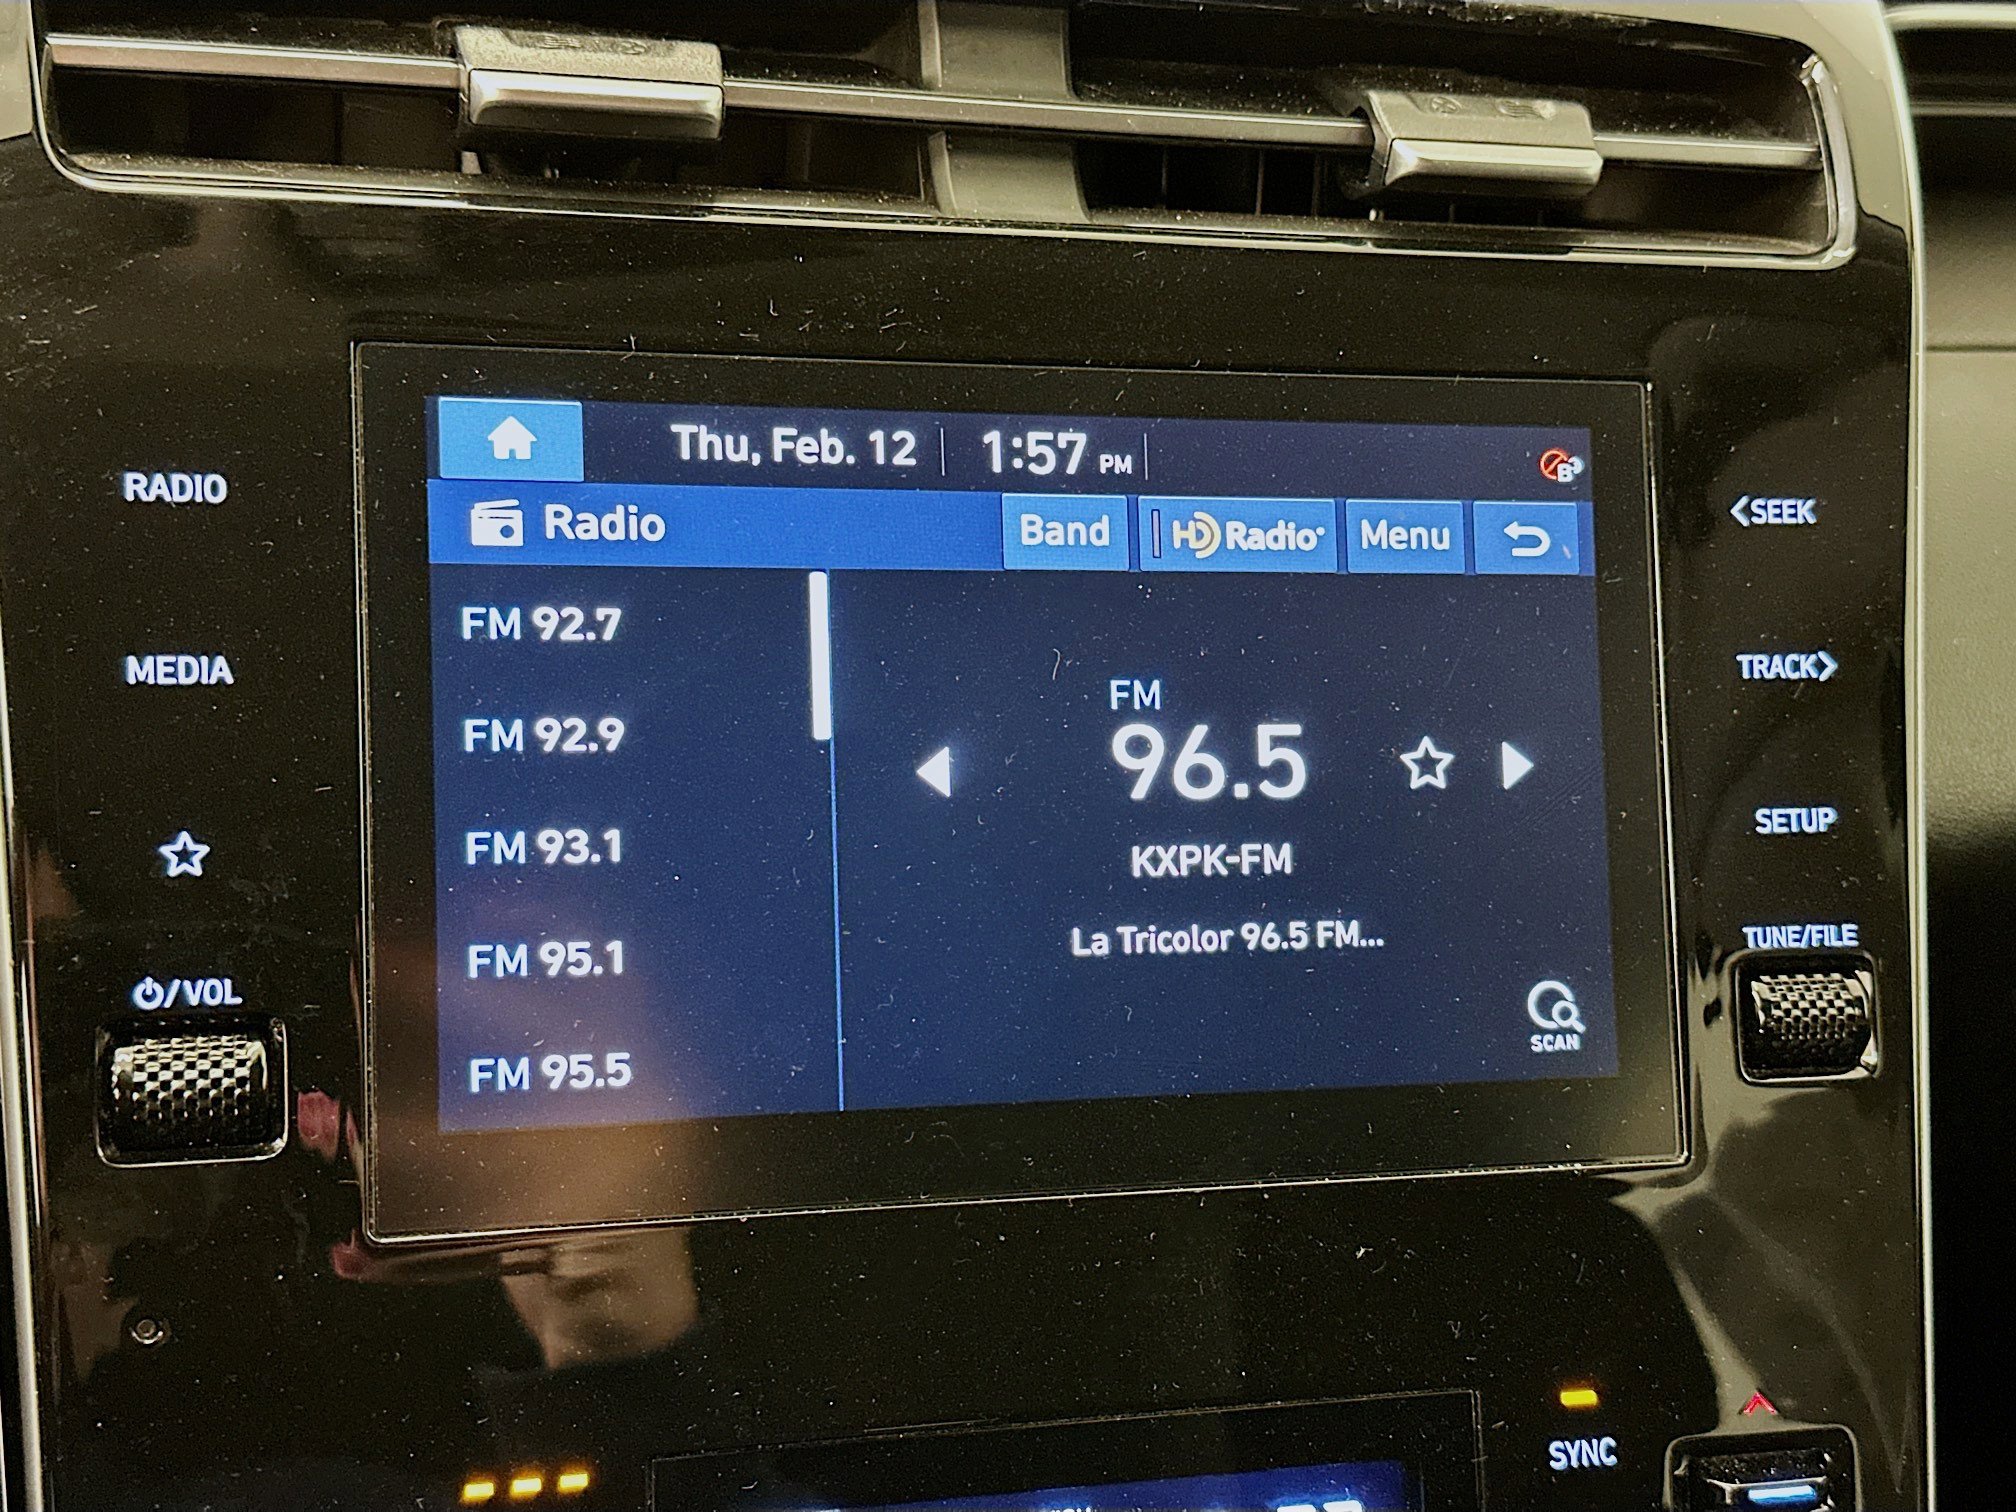 Thu, Feb. 12 1:57 PM
RADIO
MEDIA
/VOL
Radio
Band
HD Radio
Menu
FM 92.7
FM 92.9
FM 93.1
FM 95.1
FM 95.5
FM
96.5
KXPK-FM
La Tricolor 96.5 FM...
SCAN
<SEEK
TRACK>
SETUP
TUNE/FILE
SYNC